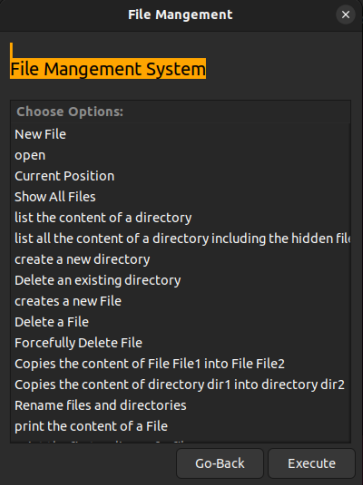 File Mangement
File Mangement System
Choose Options:
New File
open
Current Position
Show All Files
list the content of a directory
list all the content of a directory including the hidden
create a new directory
Delete an existing directory
creates a new File
Delete a File
Forcefully Delete File
Copies the content of File File1 into File File2
Copies the content of directory dir1 into directory dir2
Rename files and directories
print the content of a File
Go-Back
Execute